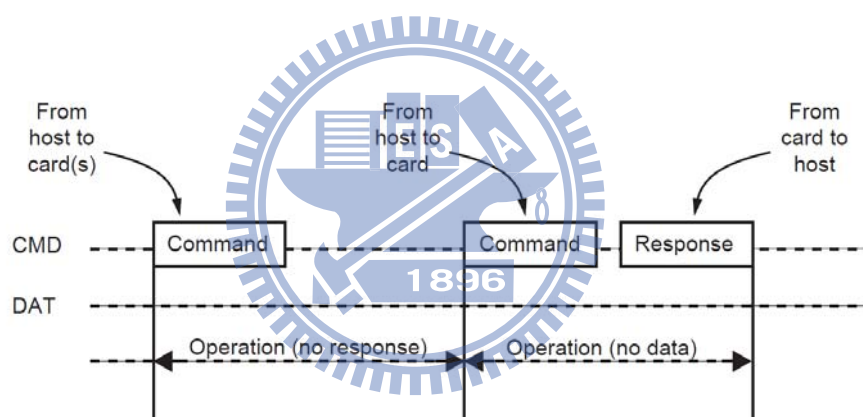 From
host to
card(s)
From
host to
card
From
card to
host
CMD
Command
Command
Response
DAT
Operation (no response)
Operation (no data)
E
S
A
1896